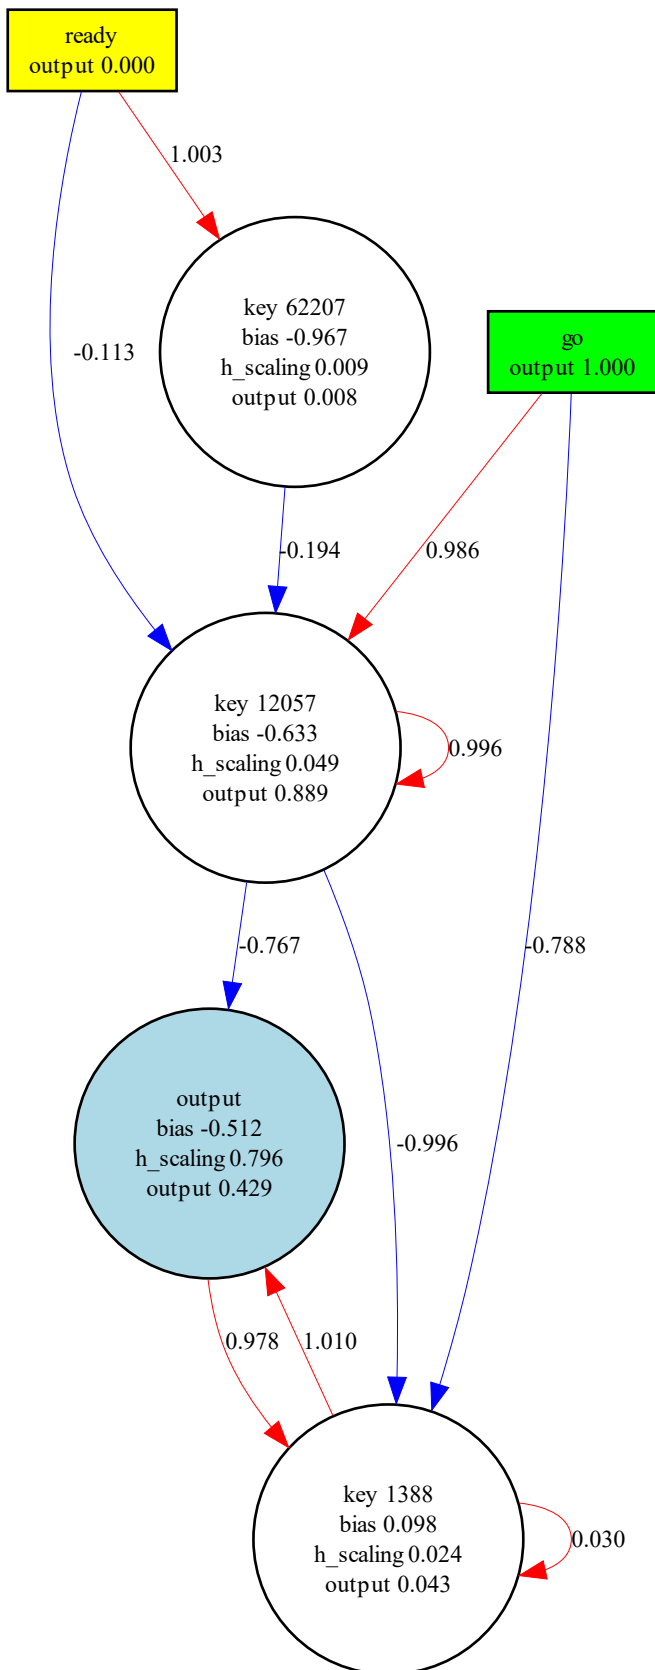 ready
output 0.000
1.003
key 62207
bias -0.967
h_scaling 0.009
output 0.008
go
output 1.000
-0.113
-0.194
0.986
key 12057
bias -0.633
h_scaling 0.049
output 0.889
0.996
-0.767
-0.788
output
bias -0.512
h_scaling 0.796
output 0.429
-0.996
0.978
1.010
key 1388
bias 0.098
h_scaling 0.024
output 0.043
0.030